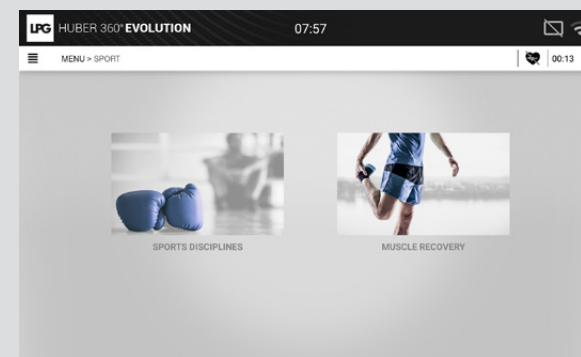 LPG HUBER 360° EVOLUTION 07:57
MENU > SPORT 00:13
SPORTS DISCIPLINES MUSCLE RECOVERY